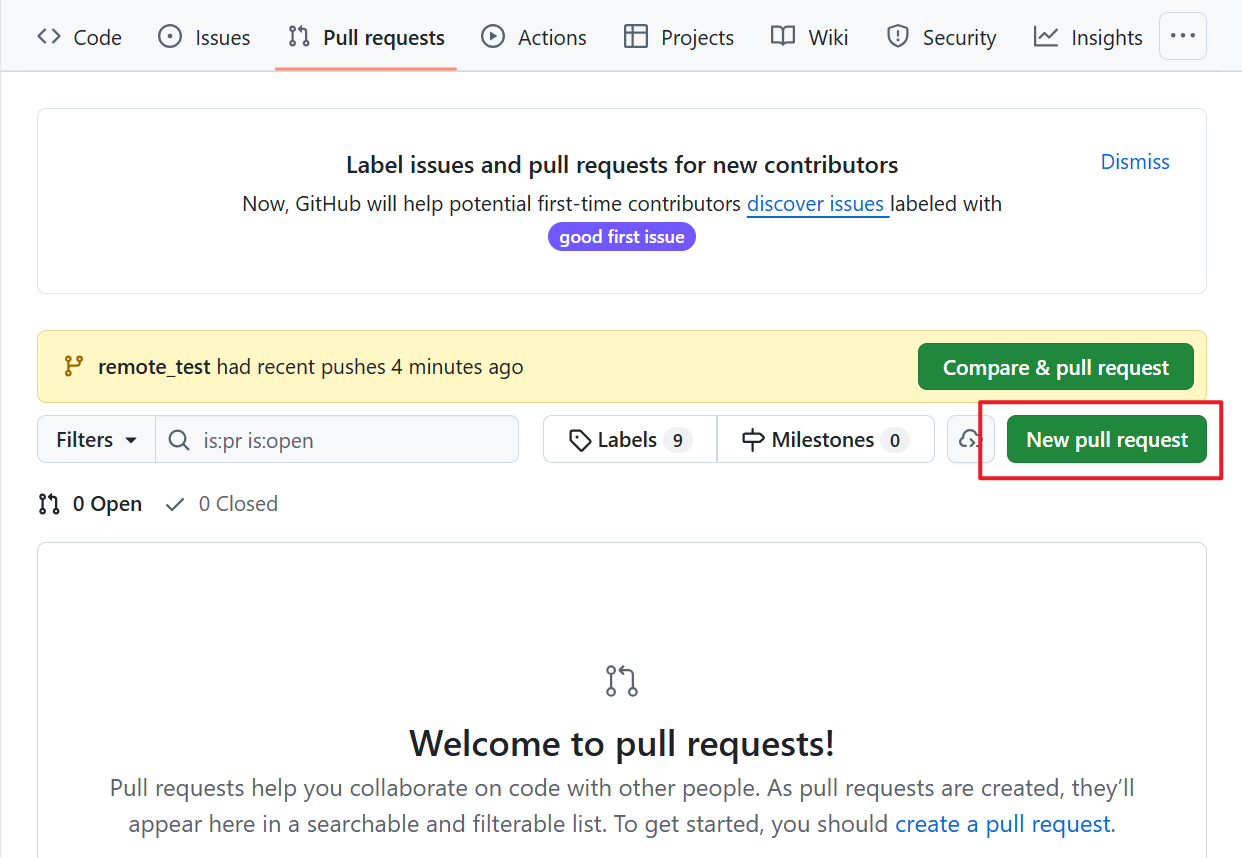 Code Issues Pull requests Actions Projects Wiki Security Insights
Label issues and pull requests for new contributors
Dismiss
Now, GitHub will help potential first-time contributors discover issues labeled with
good first issue
remote_test had recent pushes 4 minutes ago
Compare & pull request
Filters is:pr is:open Labels 9 Milestones 0 New pull request
0 Open 0 Closed
Welcome to pull requests!
Pull requests help you collaborate on code with other people. As pull requests are created, they’ll
appear here in a searchable and filterable list. To get started, you should create a pull request.